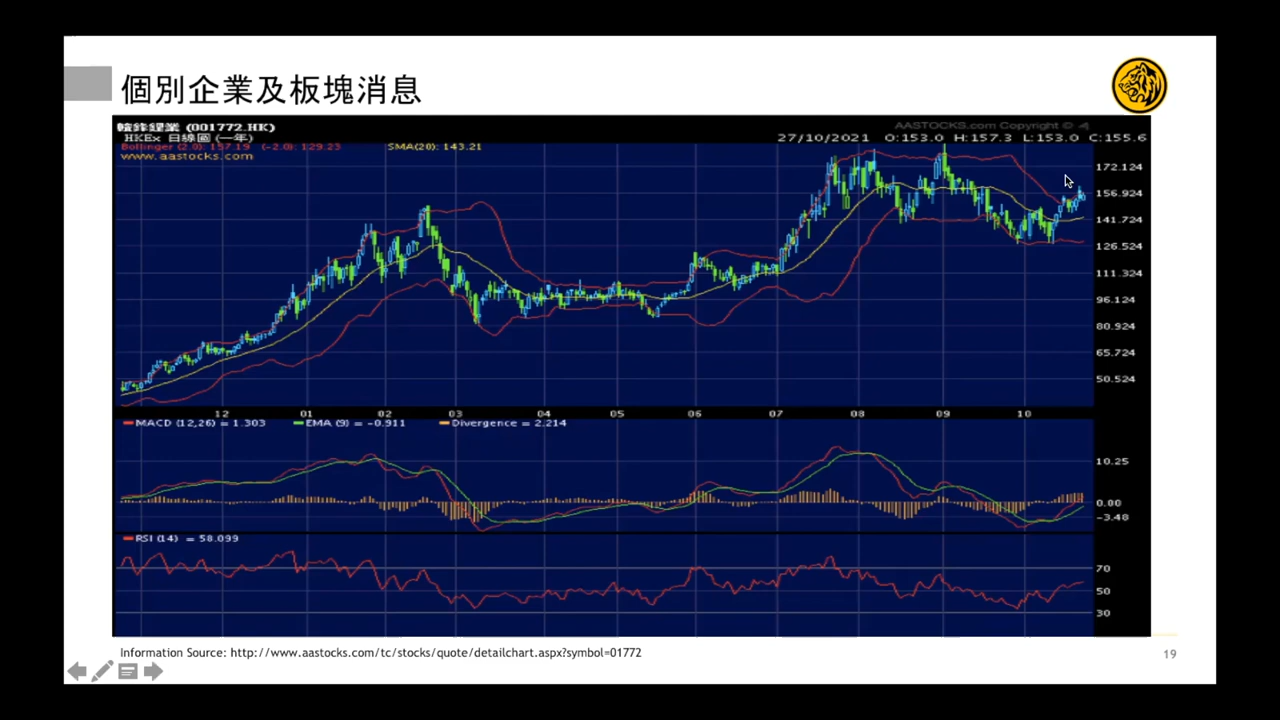 個別企業及板塊消息
贛鋒鋰業 (001772.HK)
AASTOCKS.com Copyright ©
HKEx 日線圖 (一年)
27/10/2021 O:153.0 H:157.3 L:153.0 C:155.6
Bollinger (2.0): 157.19 (-2.0): 129.23 SMA(20): 143.21
www.aastocks.com
172.124
156.924
141.724
126.524
111.324
96.124
80.924
65.724
50.524
12 01 02 03 04 05 06 07 08 09 10
MACD (12,26) = 1.303 EMA (9) = -0.911 Divergence = 2.214
10.25
0.00
-3.48
RSI (14) = 58.099
70
50
30
Information Source: http://www.aastocks.com/tc/stocks/quote/detailchart.aspx?symbol=01772
19